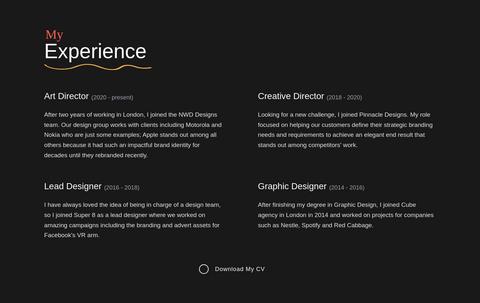 My
Experience
Art Director (2020 - present)
After two years of working in London, I joined the NWD Designs
team. Our design group works with clients including Motorola and
Nokia who are just some examples; Apple stands out among all
others because it had such an impactful brand identity for
decades until they rebranded recently.
Creative Director (2018 - 2020)
Looking for a new challenge, I joined Pinnacle Designs. My role
focused on helping our customers define their strategic branding
needs and requirements to achieve an elegant end result that
stands out among competitors' work.
Lead Designer (2016 - 2018)
I have always loved the idea of being in charge of a design team,
so I joined Super 8 as a lead designer where we worked on
amazing campaigns including the branding and advert assets for
Facebook's VR arm.
Graphic Designer (2014 - 2016)
After finishing my degree in Graphic Design, I joined Cube
agency in London in 2014 and worked on projects for companies
such as Nestle, Spotify and Red Cabbage.
Download My CV